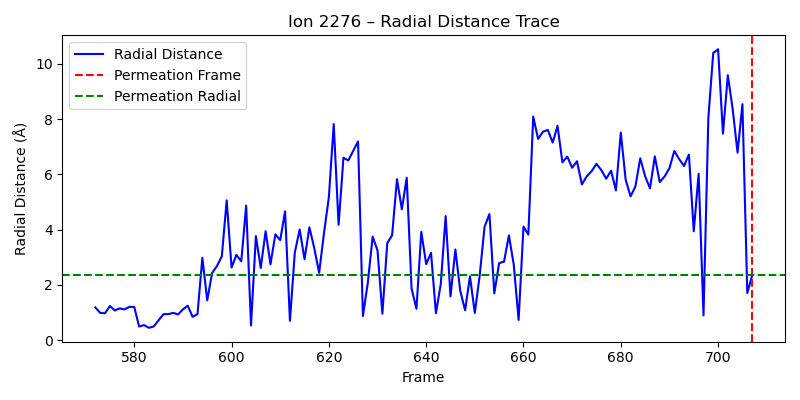 Ion 2276 – Radial Distance Trace
Radial Distance
Permeation Frame
Permeation Radial
Radial Distance (Å)
10
8
6
4
2
0
580
600
620
640
660
680
700
Frame